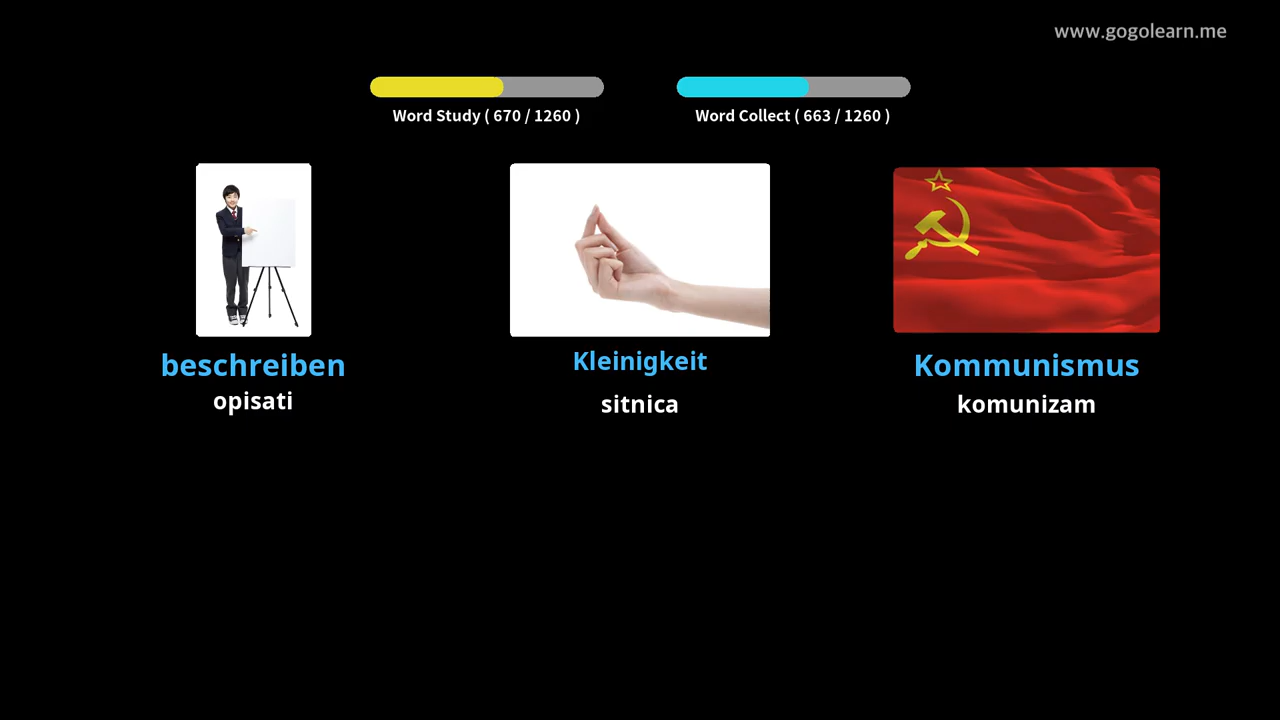 www.gogolearn.me
Word Study ( 670 / 1260 )
Word Collect ( 663 / 1260 )
beschreiben
opisati
Kleinigkeit
sitnica
Kommunismus
komunizam